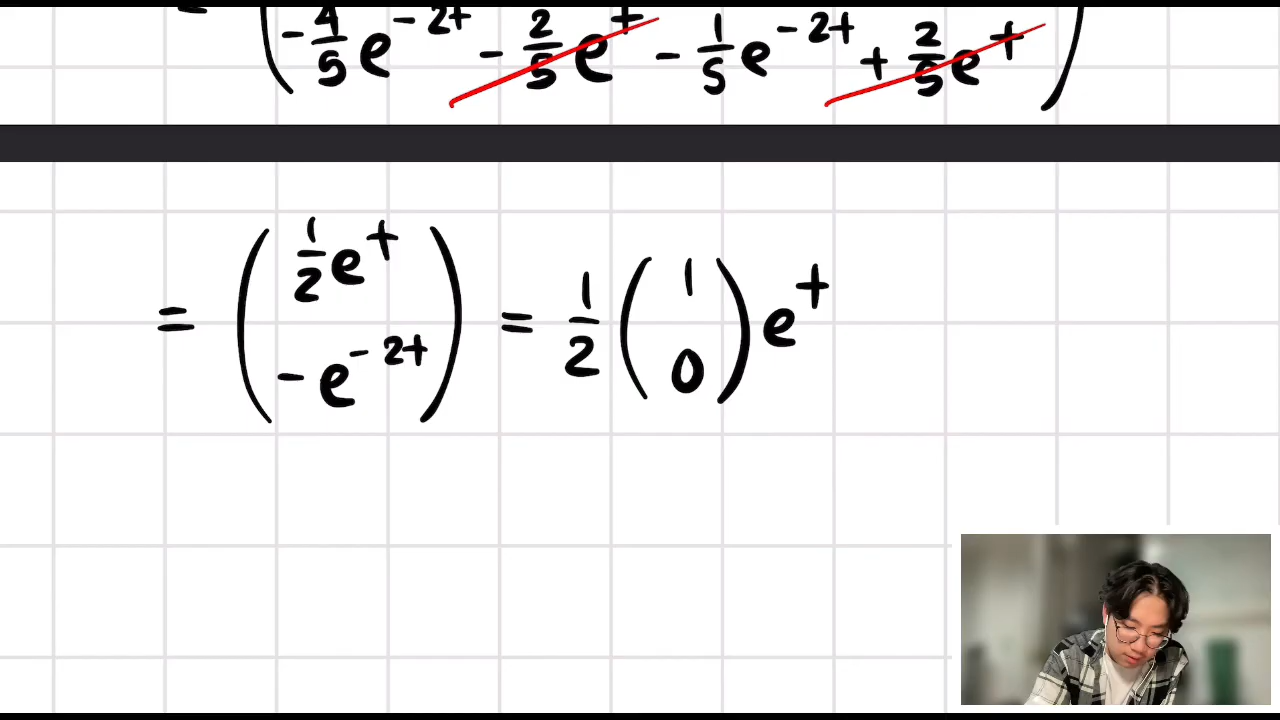 = ( -4/5 e^{-2t} - 2/5 e^t - 1/5 e^{-2t} + 2/5 e^t )
= ( 1/2 e^t
-e^{-2t} ) = 1/2 ( 1
0 ) e^t